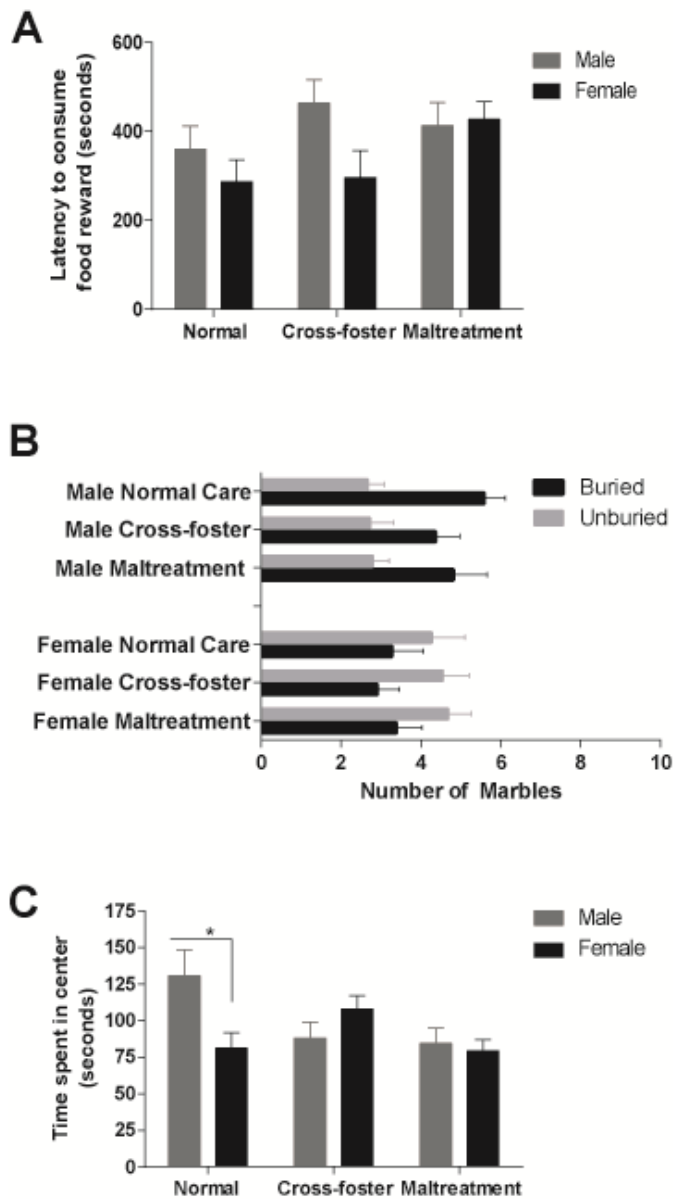 A
Latency to consume
food reward (seconds)
600
400
200
0
Normal
Cross-foster
Maltreatment
Male
Female
B
Male Normal Care
Male Cross-foster
Male Maltreatment
Female Normal Care
Female Cross-foster
Female Maltreatment
0
2
4
6
8
10
Number of Marbles
Buried
Unburied
C
Time spent in center
(seconds)
175
150
125
100
75
50
25
0
*
Normal
Cross-foster
Maltreatment
Male
Female